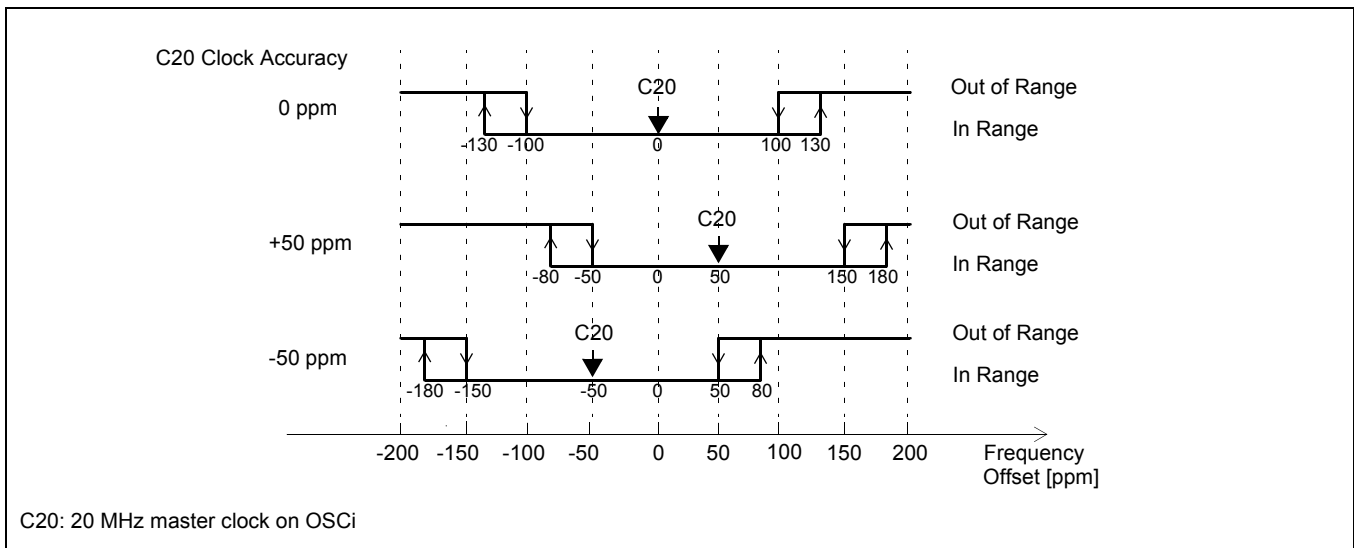 C20 Clock Accuracy
0 ppm
C20
Out of Range
In Range
-130 -100 0 100 130
+50 ppm
C20
Out of Range
In Range
-80 -50 0 50 150 180
-50 ppm
C20
Out of Range
In Range
-180 -150 -50 0 50 80
-200 -150 -100 -50 0 50 100 150 200
Frequency
Offset [ppm]
C20: 20 MHz master clock on OSCi